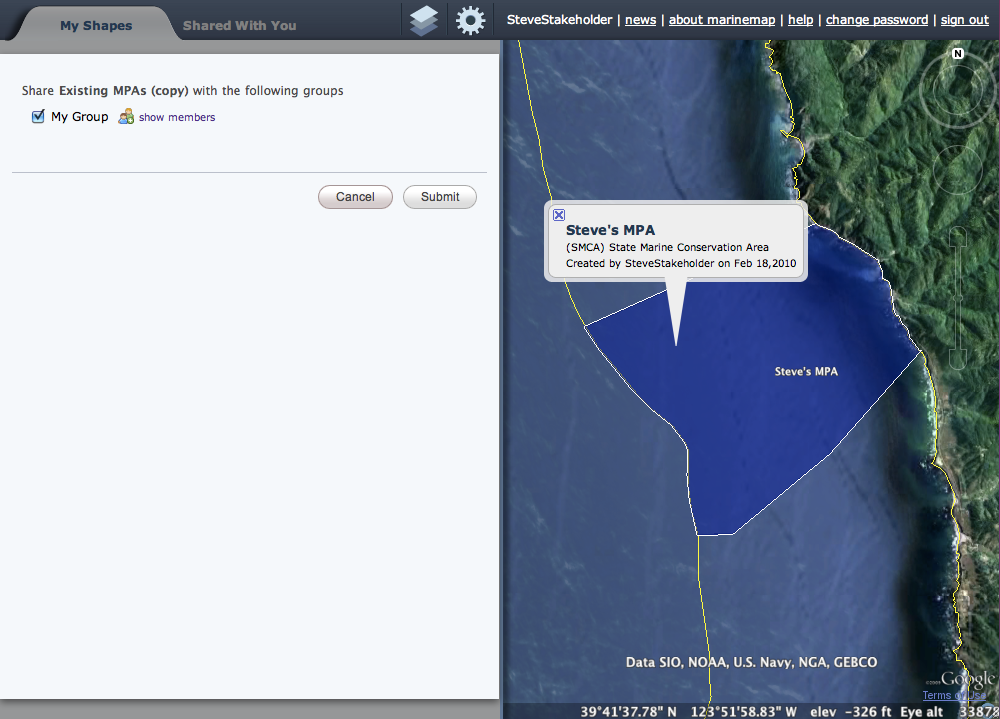 My Shapes
Shared With You
SteveStakeholder | news | about marinemap | help | change password | sign out
Share Existing MPAs (copy) with the following groups
My Group show members
Cancel Submit
N
Steve's MPA
(SMCA) State Marine Conservation Area
Created by SteveStakeholder on Feb 18,2010
Steve's MPA
Data SIO, NOAA, U.S. Navy, NGA, GEBCO
Google
Terms of Use
39°41'37.78" N 123°51'58.83" W elev -326 ft Eye alt 33878